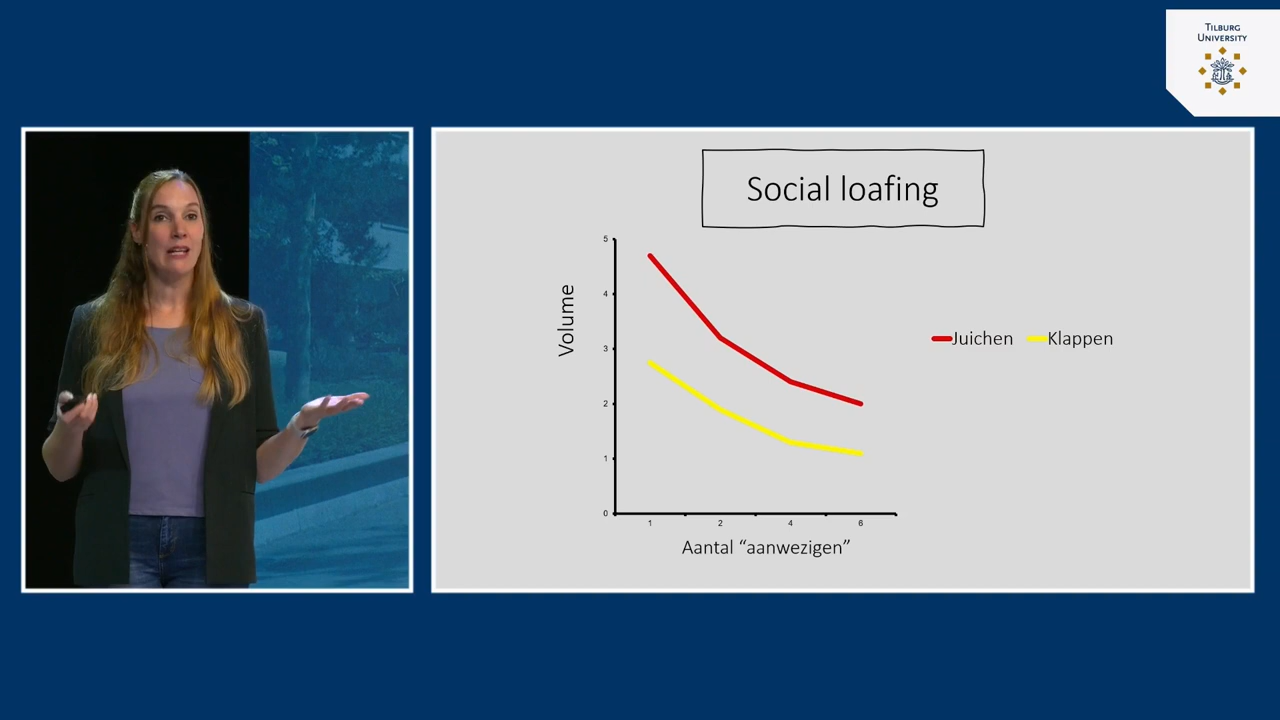 TILBURG
UNIVERSITY
Social loafing
Volume
5
4
3
2
1
0
1 2 4 6
Aantal “aanwezigen”
Juichen Klappen